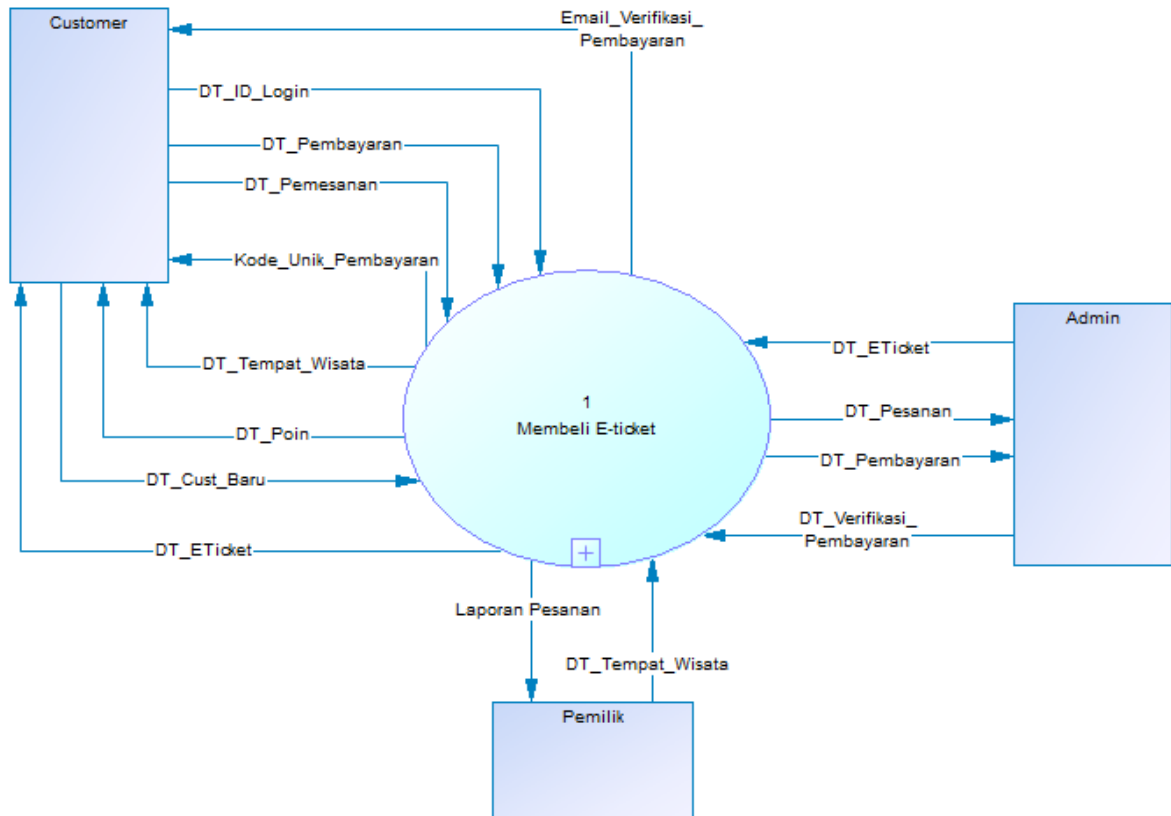 Customer
Email_Verifikasi_
Pembayaran
DT_ID_Login
DT_Pembayaran
DT_Pemesanan
Kode_Unik_Pembayaran
DT_Tempat_Wisata
DT_Poin
DT_Cust_Baru
DT_ETicket
1
Membeli E-ticket
Admin
DT_ETicket
DT_Pesanan
DT_Pembayaran
DT_Verifikasi_
Pembayaran
Laporan Pesanan
DT_Tempat_Wisata
Pemilik